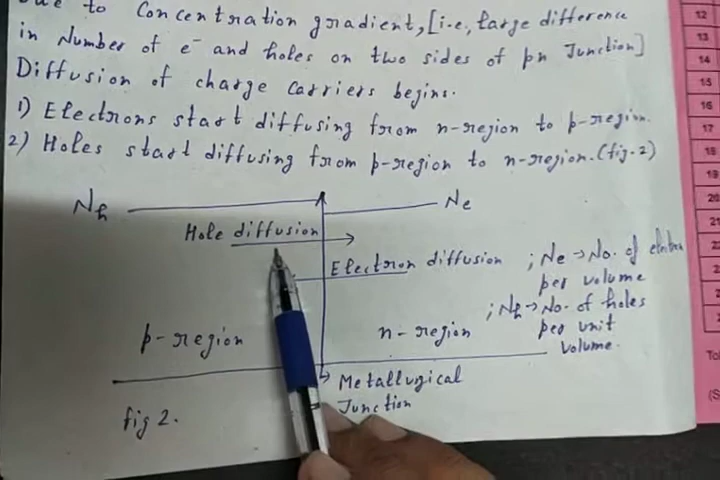 due to Concentration gradient, [i.e, large difference
in Number of e⁻ and holes on two sides of pn Junction]
Diffusion of charge carriers begins.
1) Electrons start diffusing from n-region to p-region.
2) Holes start diffusing from p-region to n-region. (fig.2)
Nh Ne
Hole diffusion
Electron diffusion ; Ne → No. of
per volume
; Nh → No. of holes
per unit
volume.
p-region n-region
Metallurgical
Junction
fig 2.
12
13
14
15
16
17
18
19
20
21
2